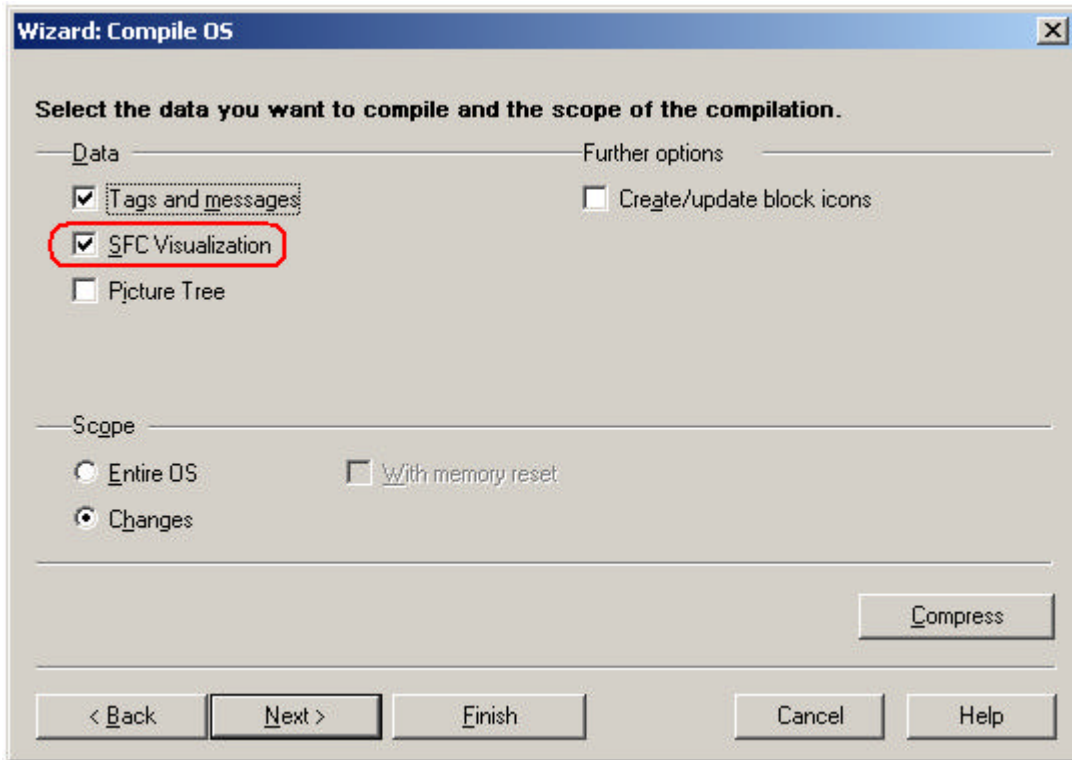 Wizard: Compile OS
Select the data you want to compile and the scope of the compilation.
Data
Further options
Tags and messages
Create/update block icons
SFC Visualization
Picture Tree
Scope
Entire OS
With memory reset
Changes
Compress
< Back
Next >
Finish
Cancel
Help